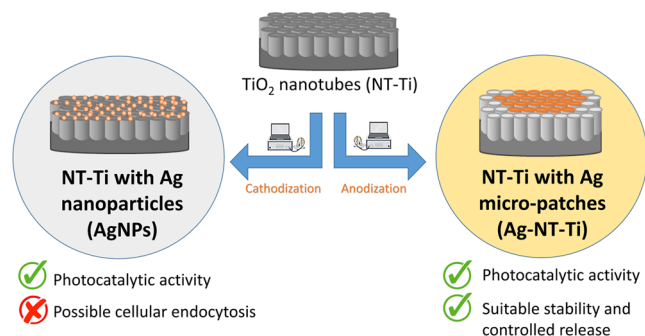 TiO₂ nanotubes (NT-Ti)
Cathodization
Anodization
NT-Ti with Ag
nanoparticles
(AgNPs)
Photocatalytic activity
Possible cellular endocytosis
NT-Ti with Ag
micro-patches
(Ag-NT-Ti)
Photocatalytic activity
Suitable stability and
controlled release